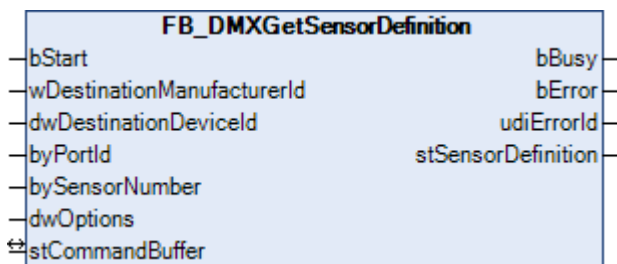 FB_DMXGetSensorDefinition
bStart bBusy
wDestinationManufacturerId bError
dwDestinationDeviceId udiErrorId
byPortId stSensorDefinition
bySensorNumber
dwOptions
stCommandBuffer